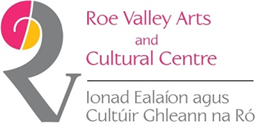 Roe Valley Arts
and
Cultural Centre
Ionad Ealaíon agus
Cultúir Ghleann na Ró